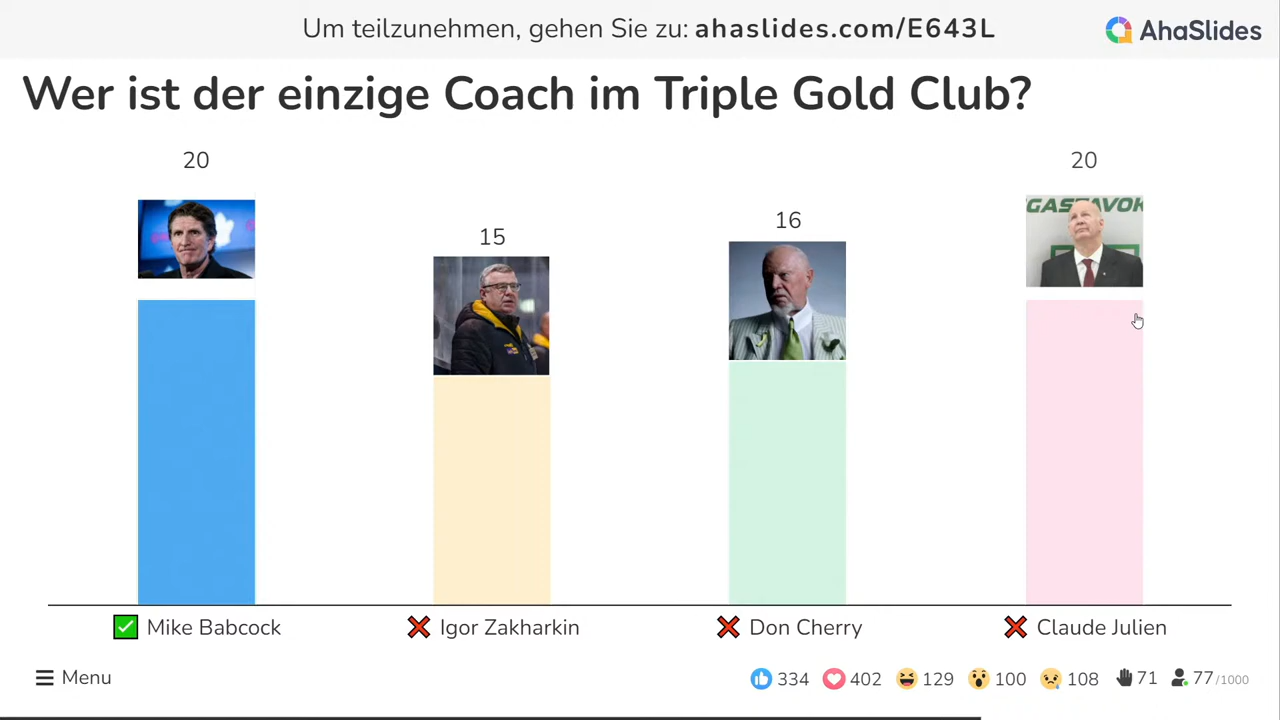 Um teilzunehmen, gehen Sie zu: ahaslides.com/E643L
AhaSlides
Wer ist der einzige Coach im Triple Gold Club?
20
15
16
20
GASTAVOK
Mike Babcock
Igor Zakharkin
Don Cherry
Claude Julien
Menu
334
402
129
100
108
71
77/1000